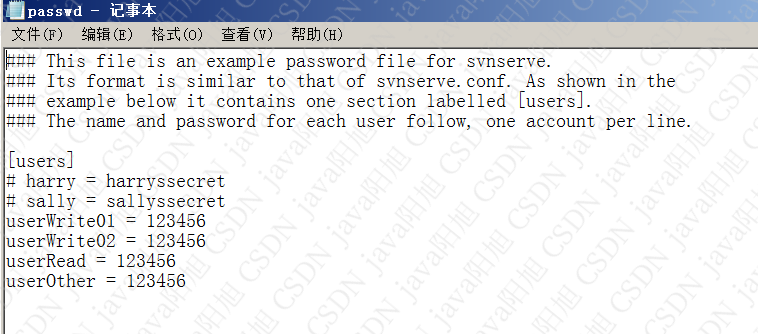 passwd - 记事本
文件(F) 编辑(E) 格式(O) 查看(V) 帮助(H)
### This file is an example password file for svnserve.
### Its format is similar to that of svnserve.conf. As shown in the
### example below it contains one section labelled [users].
### The name and password for each user follow, one account per line.
[users]
# harry = harryssecret
# sally = sallyssecret
userWrite01 = 123456
userWrite02 = 123456
userRead = 123456
userOther = 123456
CSDN java阳旭